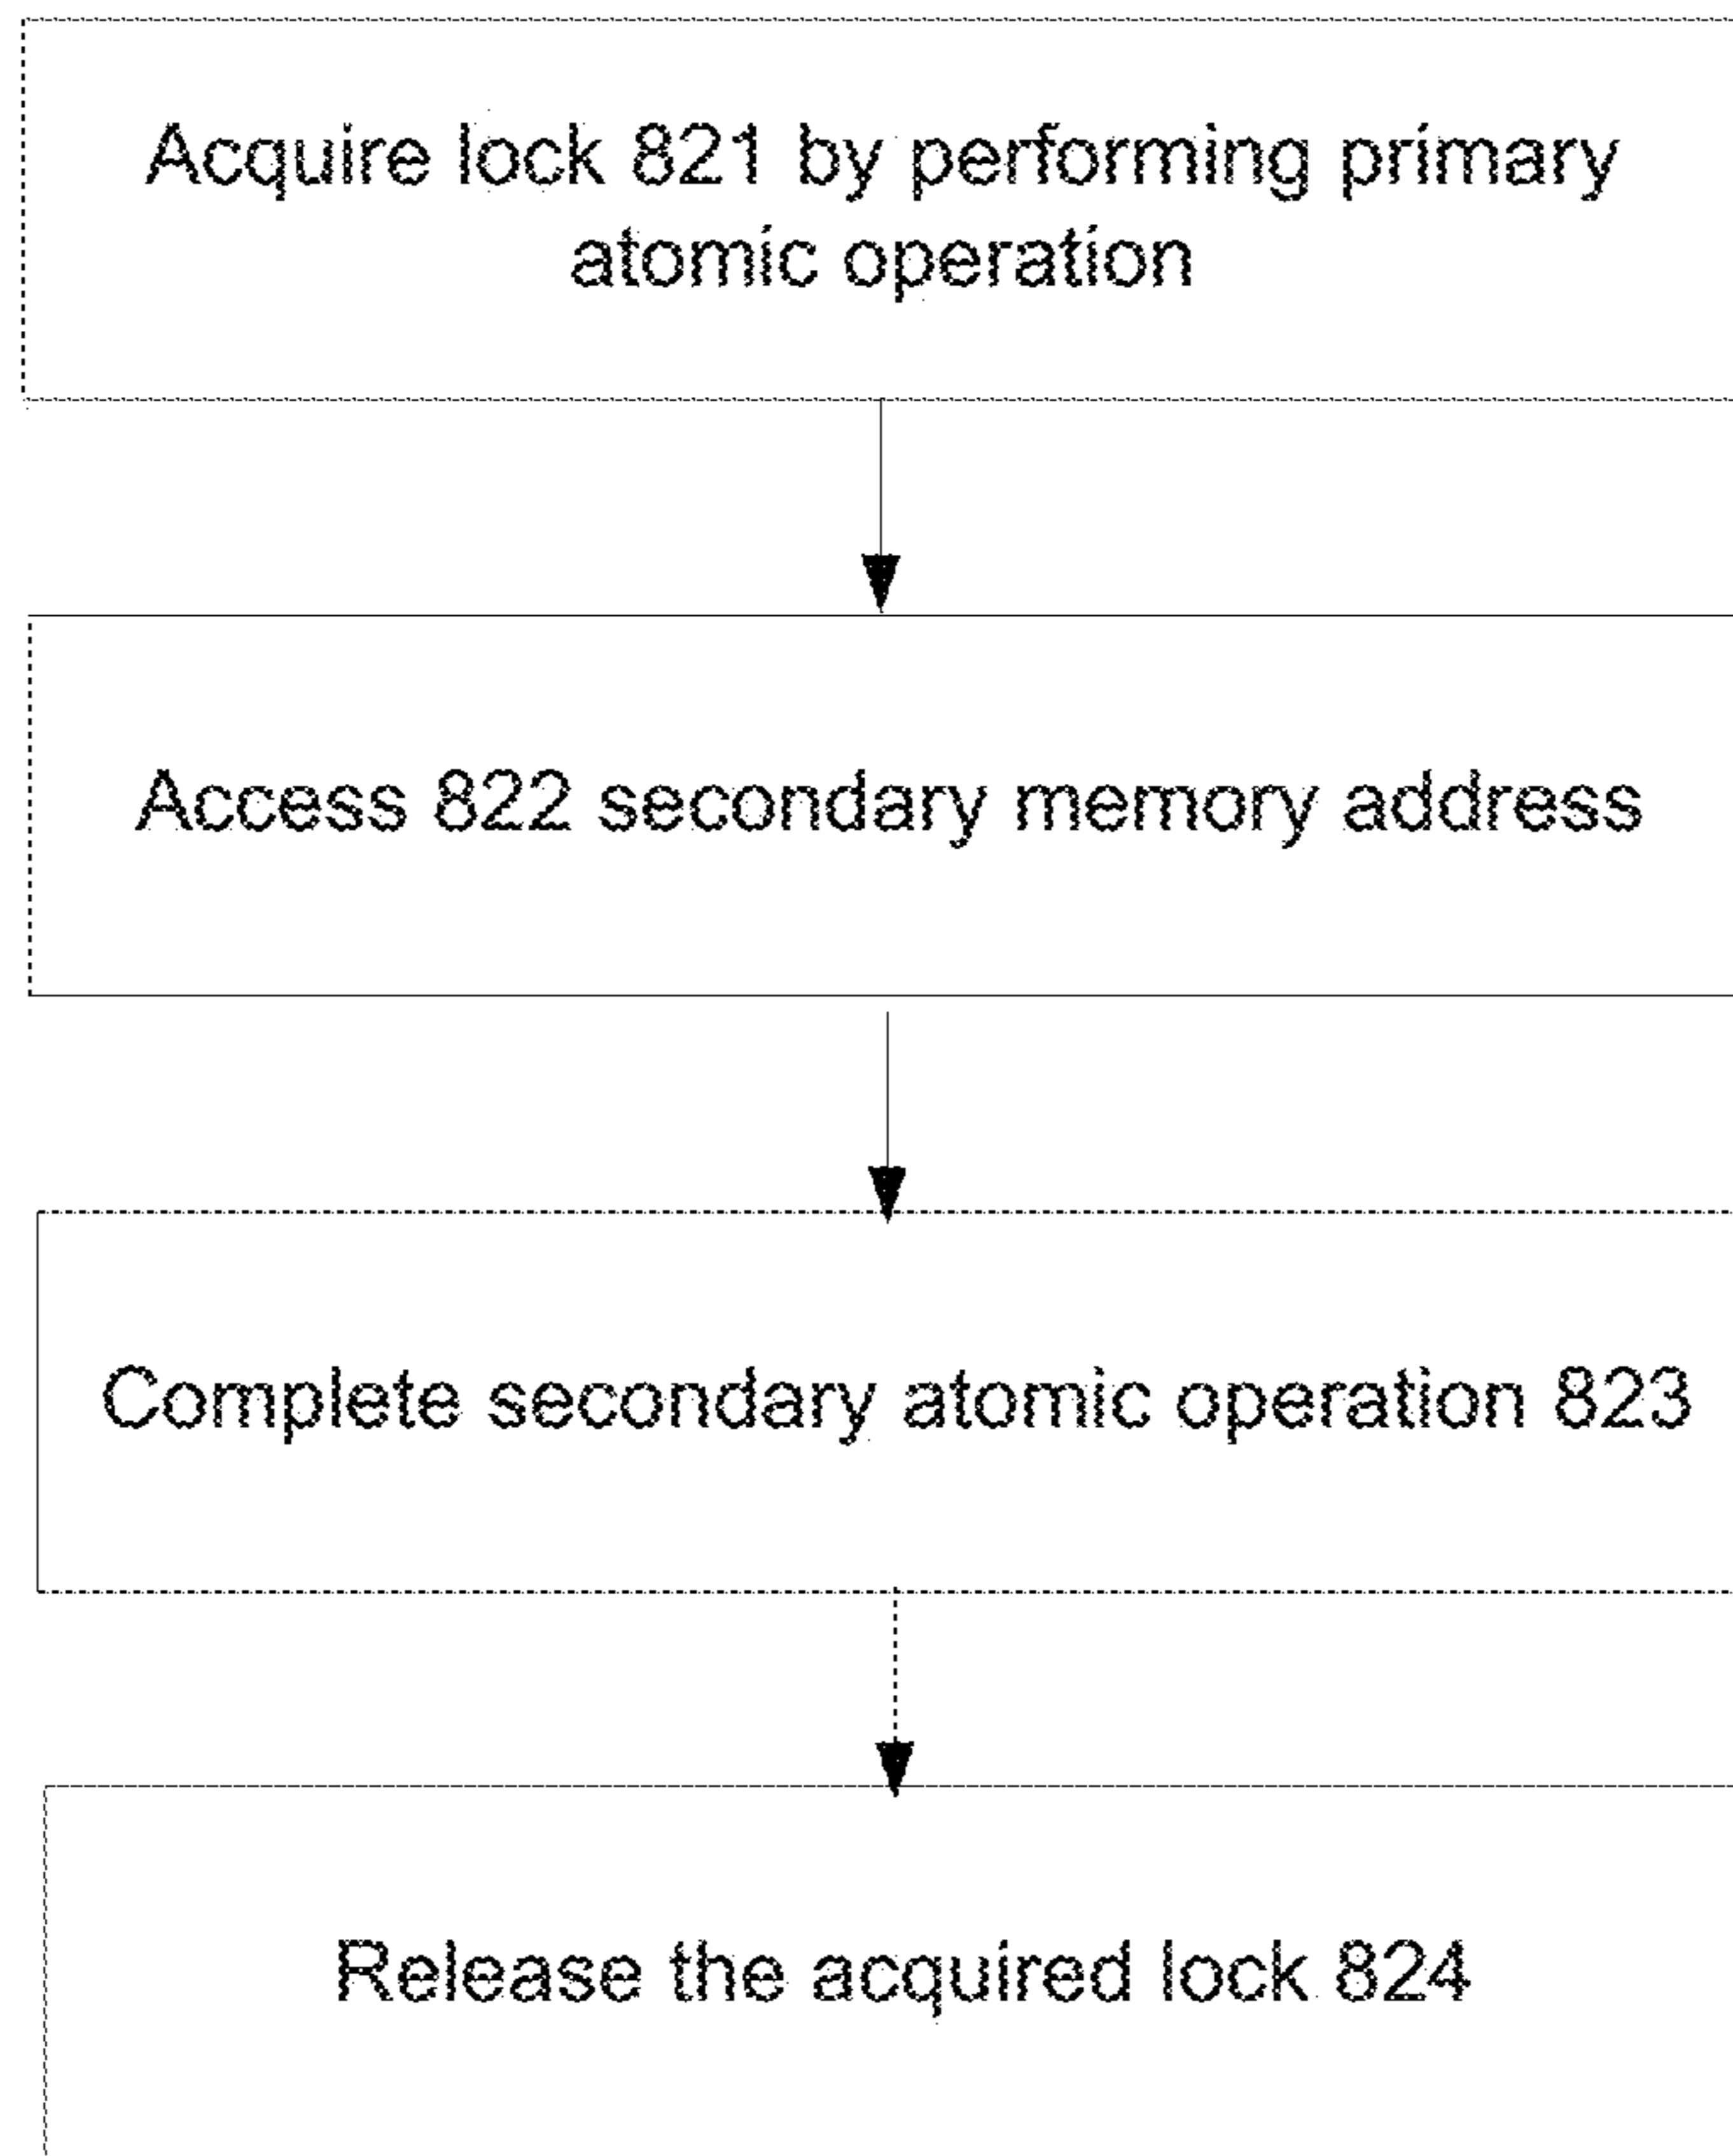 Acquire lock 821 by performing primary
atomic operation
Access 822 secondary memory address
Complete secondary atomic operation 823
Release the acquired lock 824